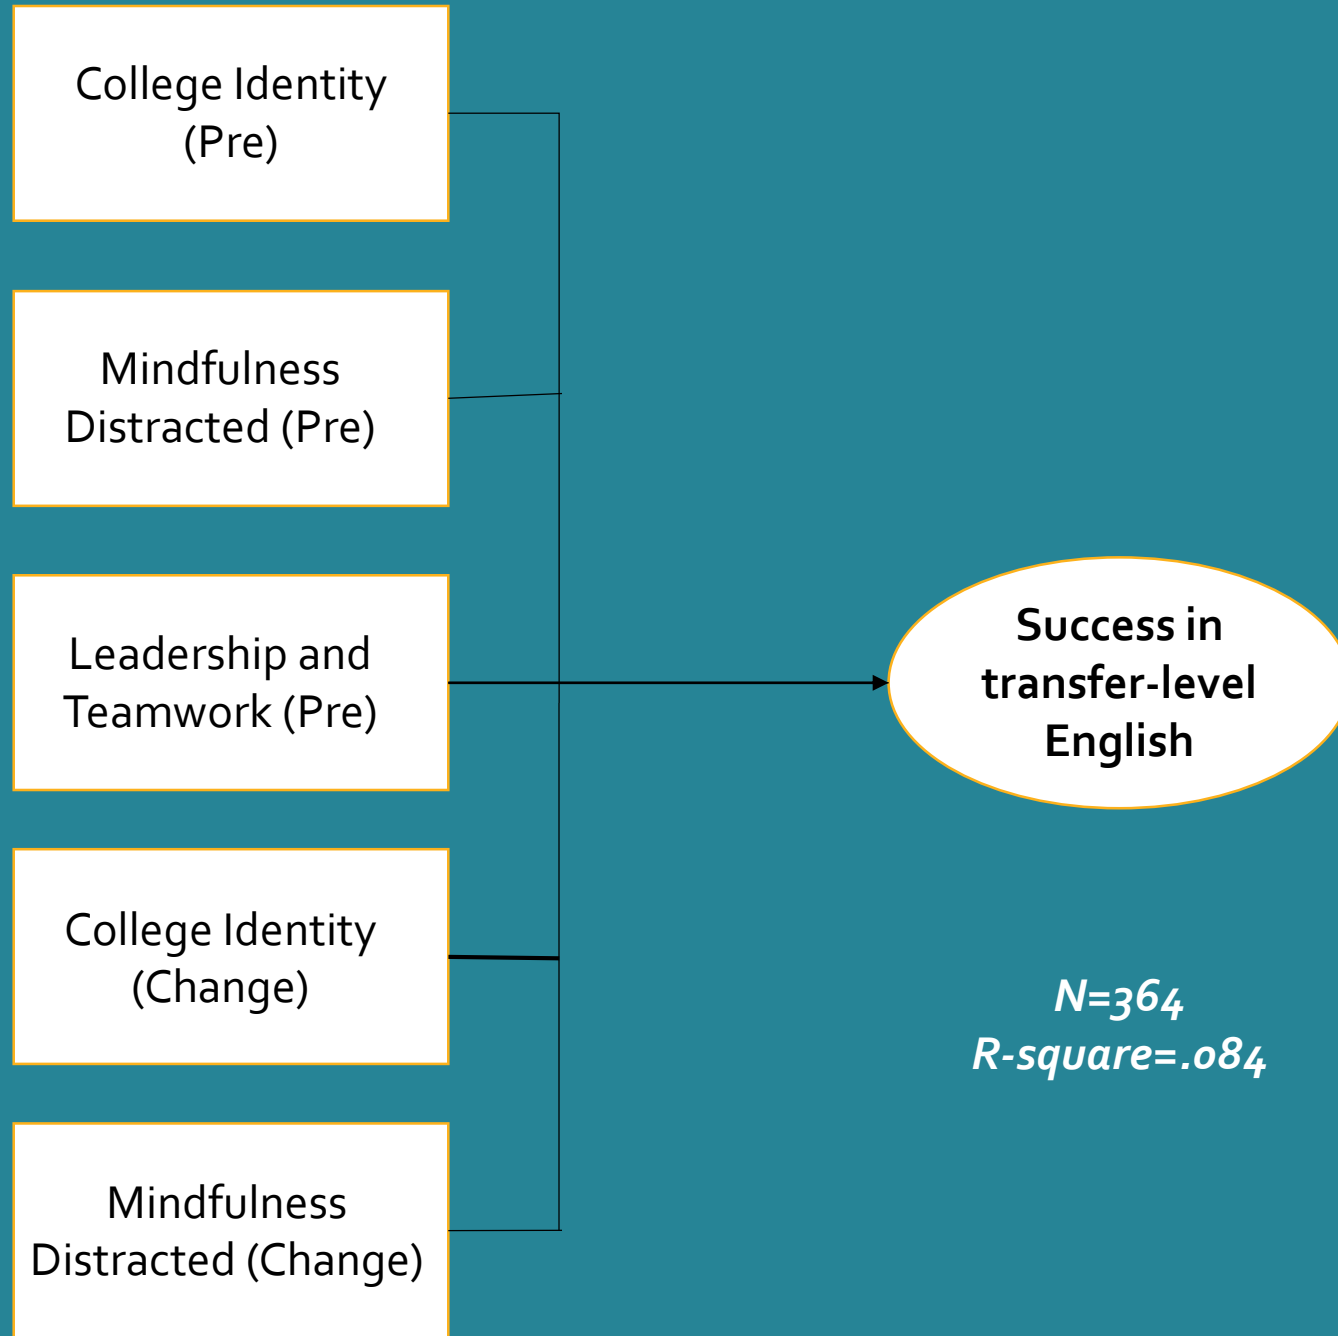 College Identity
(Pre)
Mindfulness
Distracted (Pre)
Leadership and
Teamwork (Pre)
Success in
transfer-level
English
College Identity
(Change)
N=364
R-square=.084
Mindfulness
Distracted (Change)